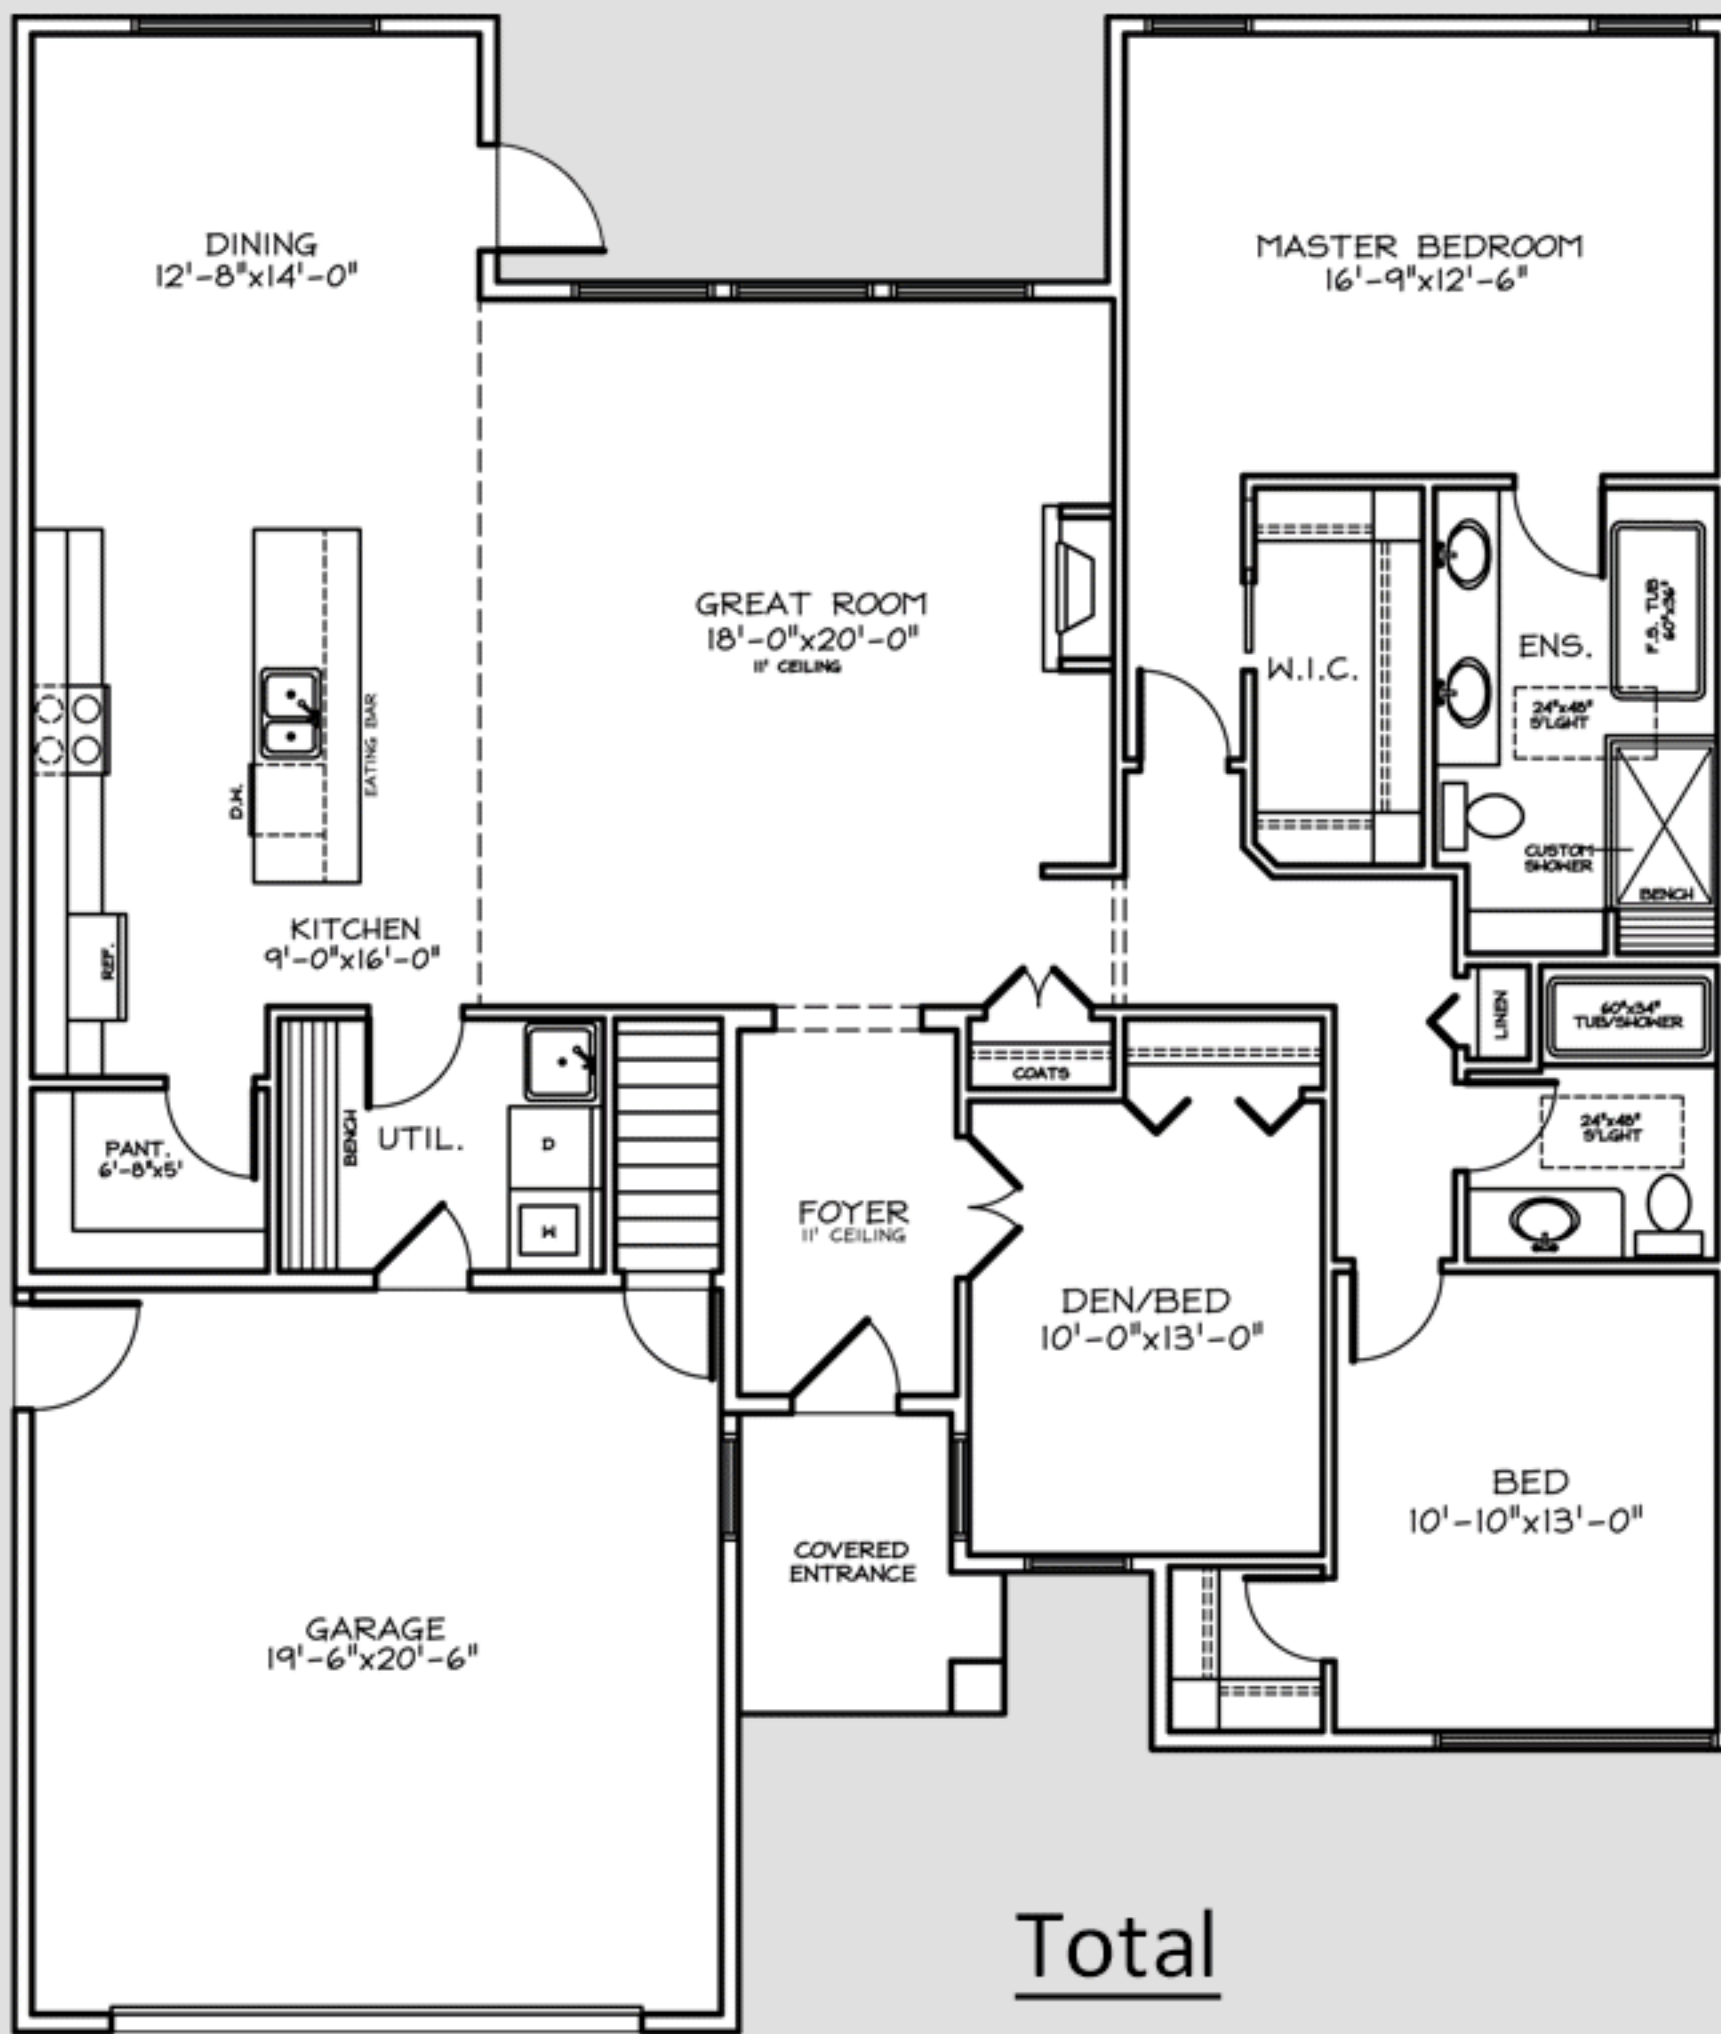 DINING
12'-8"x14'-0"
MASTER BEDROOM
16'-9"x12'-6"
GREAT ROOM
18'-0"x20'-0"
11' CEILING
W.I.C.
ENS.
F.S. TUB
60"x36"
24"x48"
S'LGHT
EATING BAR
D.W.
CUSTOM
SHOWER
BENCH
KITCHEN
9'-0"x16'-0"
REF.
LINEN
60"x34"
TUB/SHOWER
COATS
PANT.
6'-8"x5'
BENCH
UTIL.
D
W
24"x48"
S'LGHT
FOYER
11' CEILING
DEN/BED
10'-0"x13'-0"
BED
10'-10"x13'-0"
COVERED
ENTRANCE
GARAGE
19'-6"x20'-6"
Total